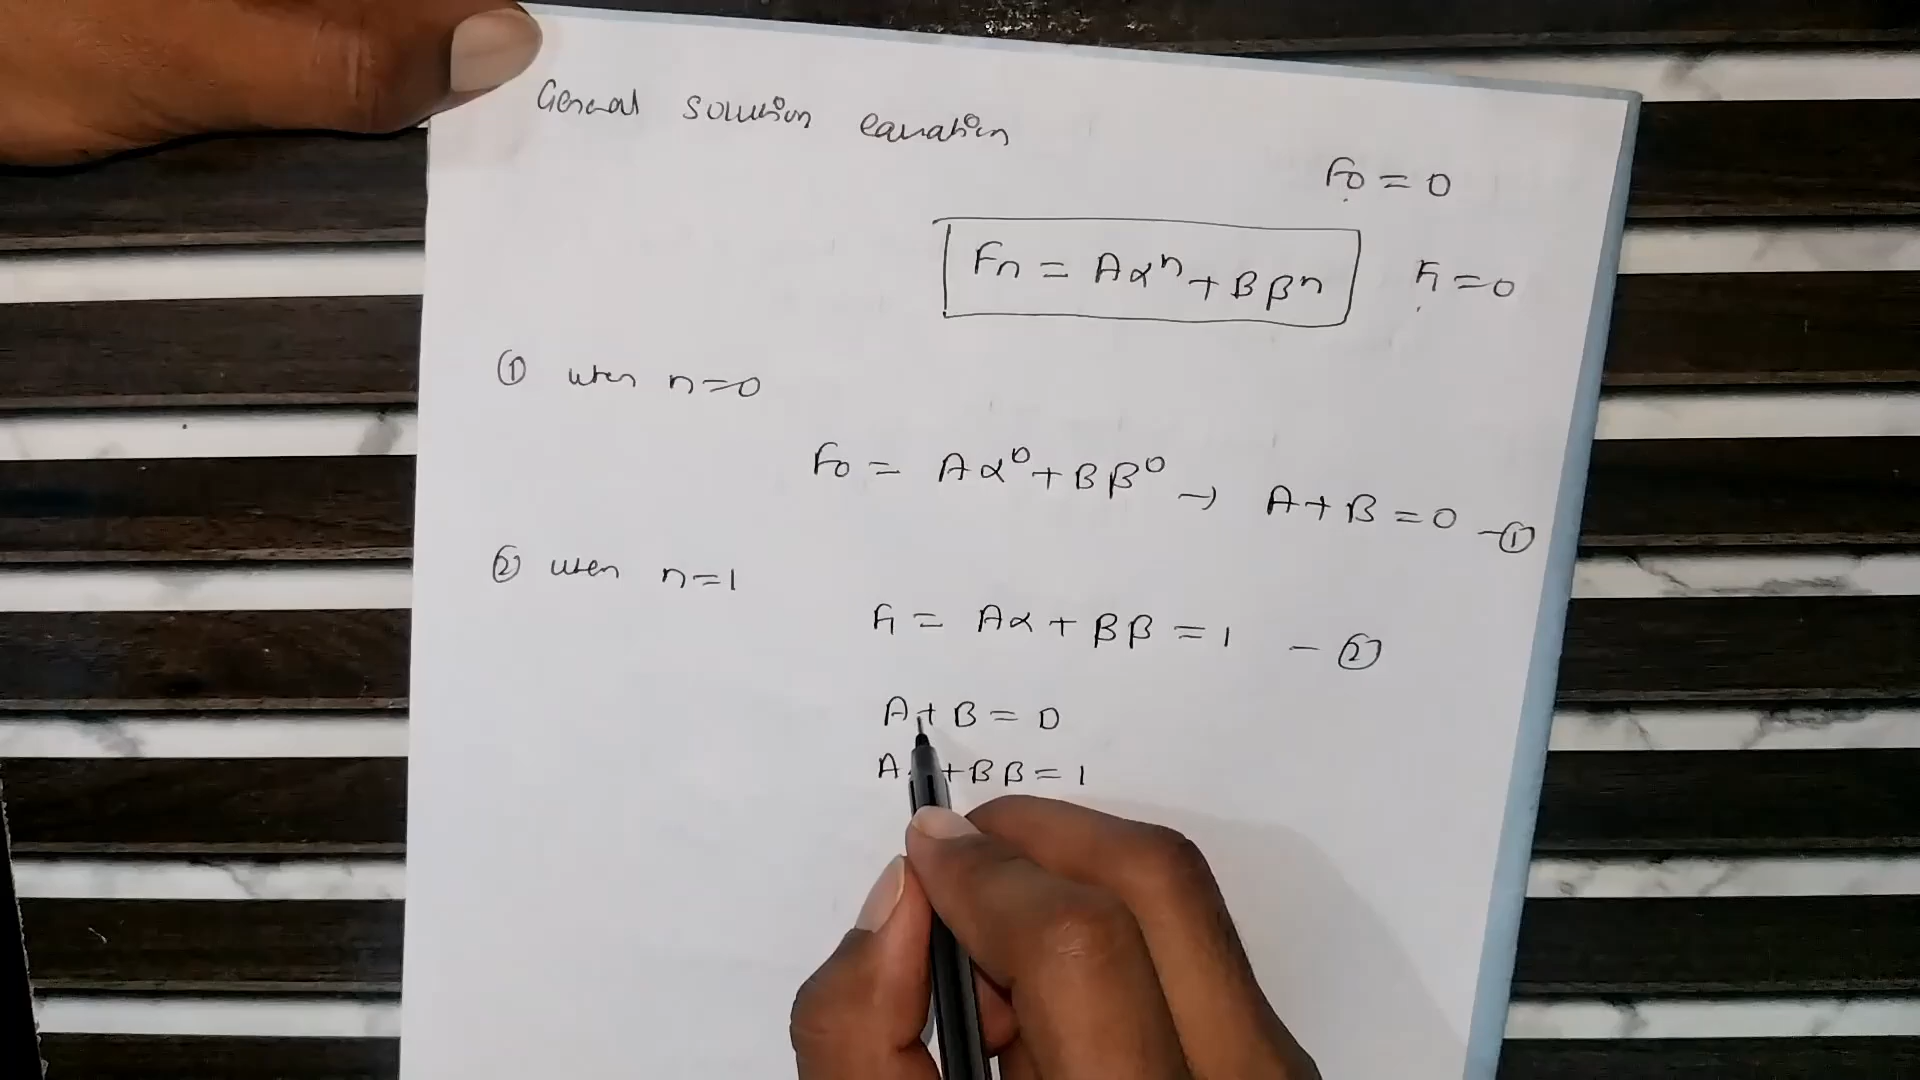 General solution equation
F0 = 0
Fn = Aαⁿ + Bβⁿ
F1 = 0
① when n=0
F0 = Aα⁰ + Bβ⁰ → A + B = 0 - ①
② when n=1
F1 = Aα + Bβ = 1 - ②
A + B = 0
A + Bβ = 1